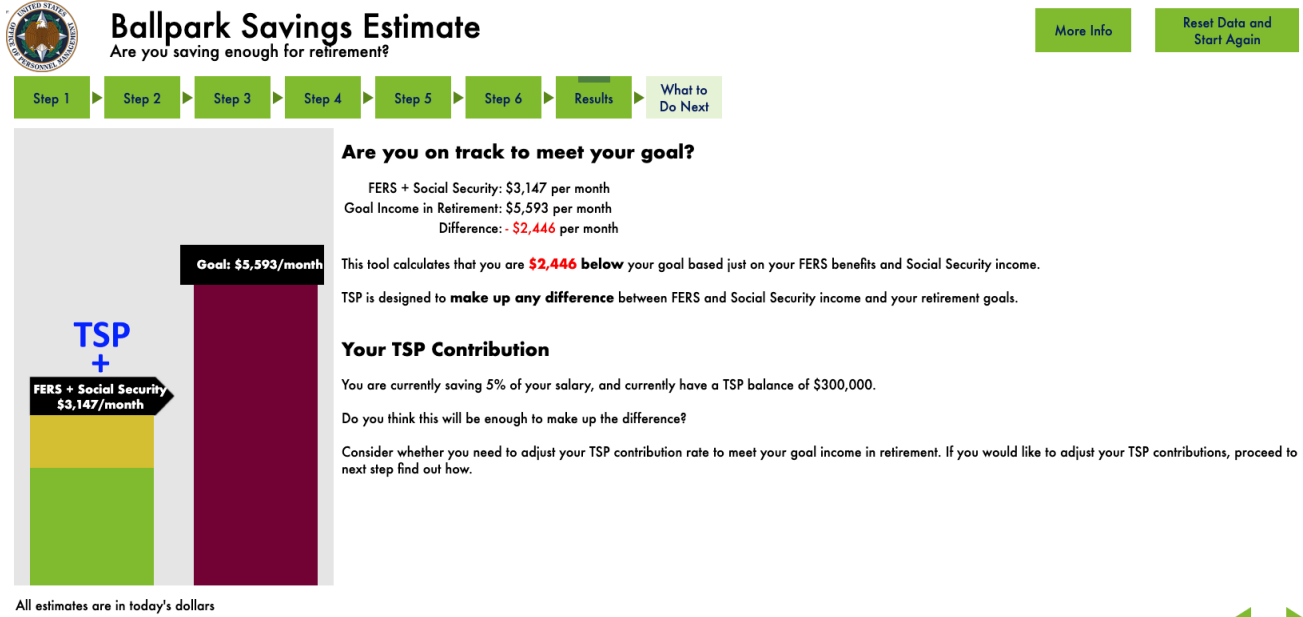 UNITED STATES
OFFICE OF PERSONNEL MANAGEMENT
Ballpark Savings Estimate
Are you saving enough for retirement?
More Info
Reset Data and
Start Again
Step 1
Step 2
Step 3
Step 4
Step 5
Step 6
Results
What to
Do Next
Goal: $5,593/month
TSP
+
FERS + Social Security
$3,147/month
All estimates are in today's dollars
Are you on track to meet your goal?
FERS + Social Security: $3,147 per month
Goal Income in Retirement: $5,593 per month
Difference: - $2,446 per month
This tool calculates that you are $2,446 below your goal based just on your FERS benefits and Social Security income.
TSP is designed to make up any difference between FERS and Social Security income and your retirement goals.
Your TSP Contribution
You are currently saving 5% of your salary, and currently have a TSP balance of $300,000.
Do you think this will be enough to make up the difference?
Consider whether you need to adjust your TSP contribution rate to meet your goal income in retirement. If you would like to adjust your TSP contributions, proceed to
next step find out how.